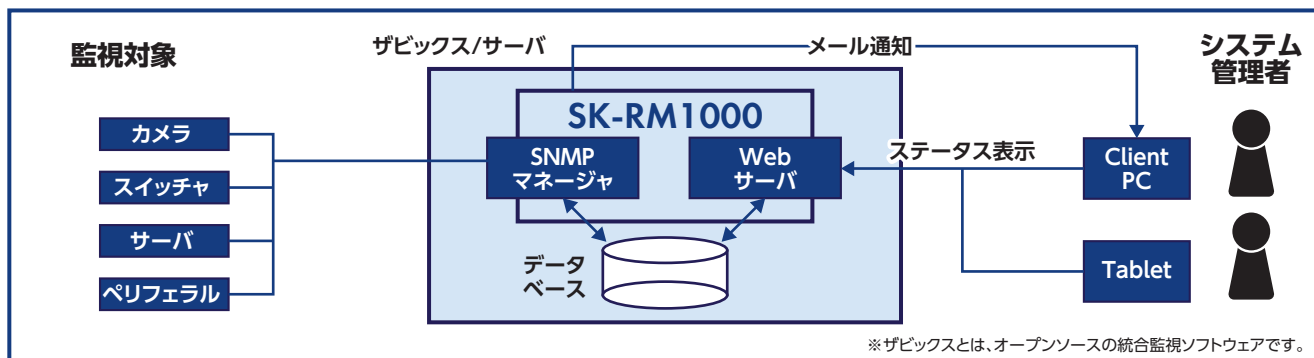 監視対象
カメラ
スイッチャ
サーバ
ペリフェラル
ザビックス/サーバ
メール通知
SK-RM1000
SNMP
マネージャ
Web
サーバ
データ
ベース
ステータス表示
システム
管理者
Client
PC
Tablet
※ザビックスとは、オープンソースの統合監視ソフトウェアです。